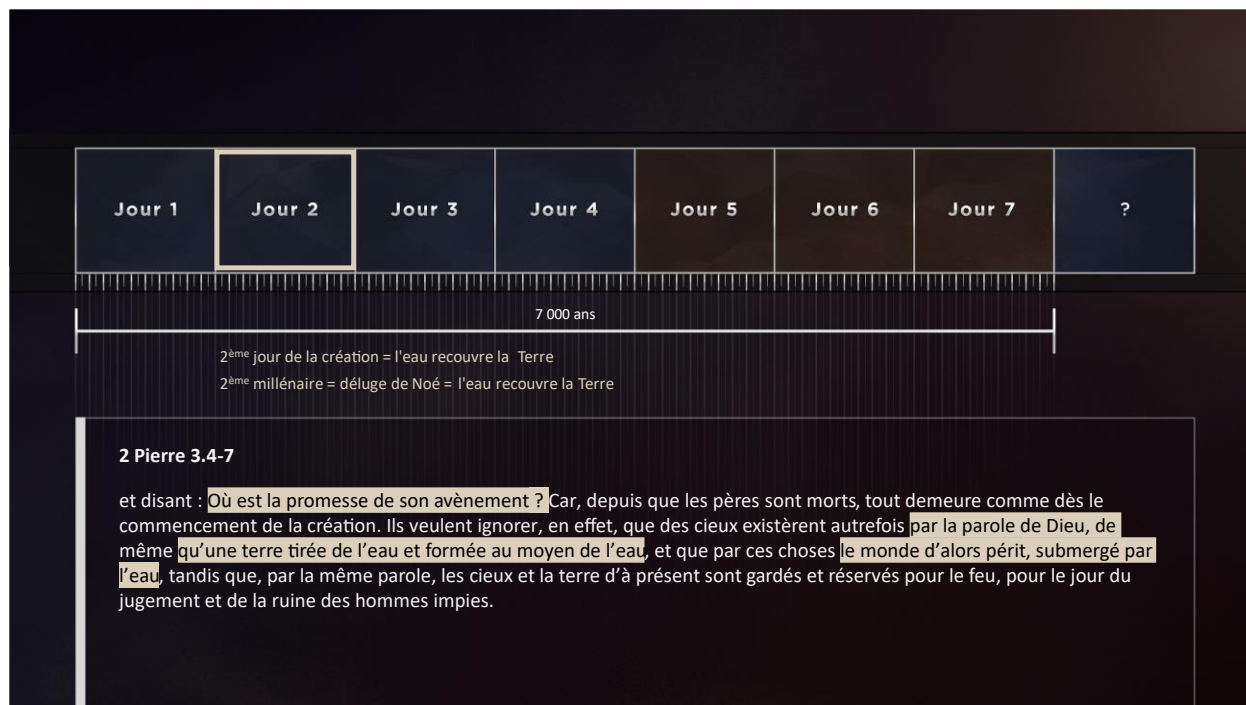 Jour 1 Jour 2 Jour 3 Jour 4 Jour 5 Jour 6 Jour 7 ?
7 000 ans
2ème jour de la création = l'eau recouvre la Terre
2ème millénaire = déluge de Noé = l'eau recouvre la Terre
2 Pierre 3.4-7
et disant : Où est la promesse de son avènement ? Car, depuis que les pères sont morts, tout demeure comme dès le
commencement de la création. Ils veulent ignorer, en effet, que des cieux existèrent autrefois par la parole de Dieu, de
même qu’une terre tirée de l’eau et formée au moyen de l’eau, et que par ces choses le monde d’alors périt, submergé par
l’eau, tandis que, par la même parole, les cieux et la terre d’à présent sont gardés et réservés pour le feu, pour le jour du
jugement et de la ruine des hommes impies.